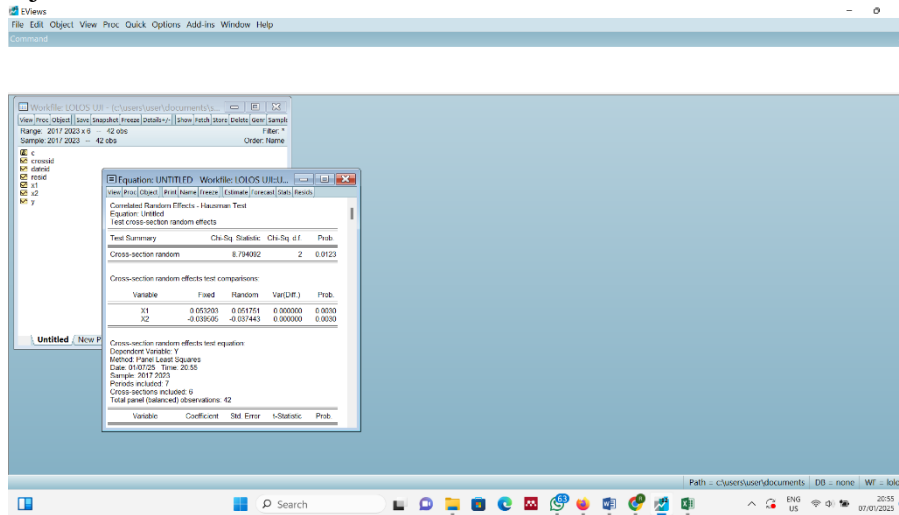 EViews
File Edit Object View Proc Quick Options Add-ins Window Help
Command
Workfile: LOLOS UJI - (c:\users\user\documents\s...
View Proc Object Save Snapshot Freeze Details+/- Show Fetch Store Delete Genr Sample
Range: 2017 2023 x 6 -- 42 obs Filter: *
Sample: 2017 2023 -- 42 obs Order: Name
c
crossid
dateid
resid
x1
x2
y
Untitled New P
Equation: UNTITLED Workfile: LOLOS UJI::U...
View Proc Object Print Name Freeze Estimate Forecast Stats Resids
Correlated Random Effects - Hausman Test
Equation: Untitled
Test cross-section random effects
Test Summary Chi-Sq. Statistic Chi-Sq. d.f. Prob.
Cross-section random 8.794092 2 0.0123
Cross-section random effects test comparisons:
Variable Fixed Random Var(Diff.) Prob.
X1 0.053203 0.051751 0.000000 0.0030
X2 -0.039505 -0.037443 0.000000 0.0030
Cross-section random effects test equation:
Dependent Variable: Y
Method: Panel Least Squares
Date: 01/07/25 Time: 20:55
Sample: 2017 2023
Periods included: 7
Cross-sections included: 6
Total panel (balanced) observations: 42
Variable Coefficient Std. Error t-Statistic Prob.
Path = c:\users\user\documents DB = none WF = lolo
Search
ENG
US
20:55
07/01/2025